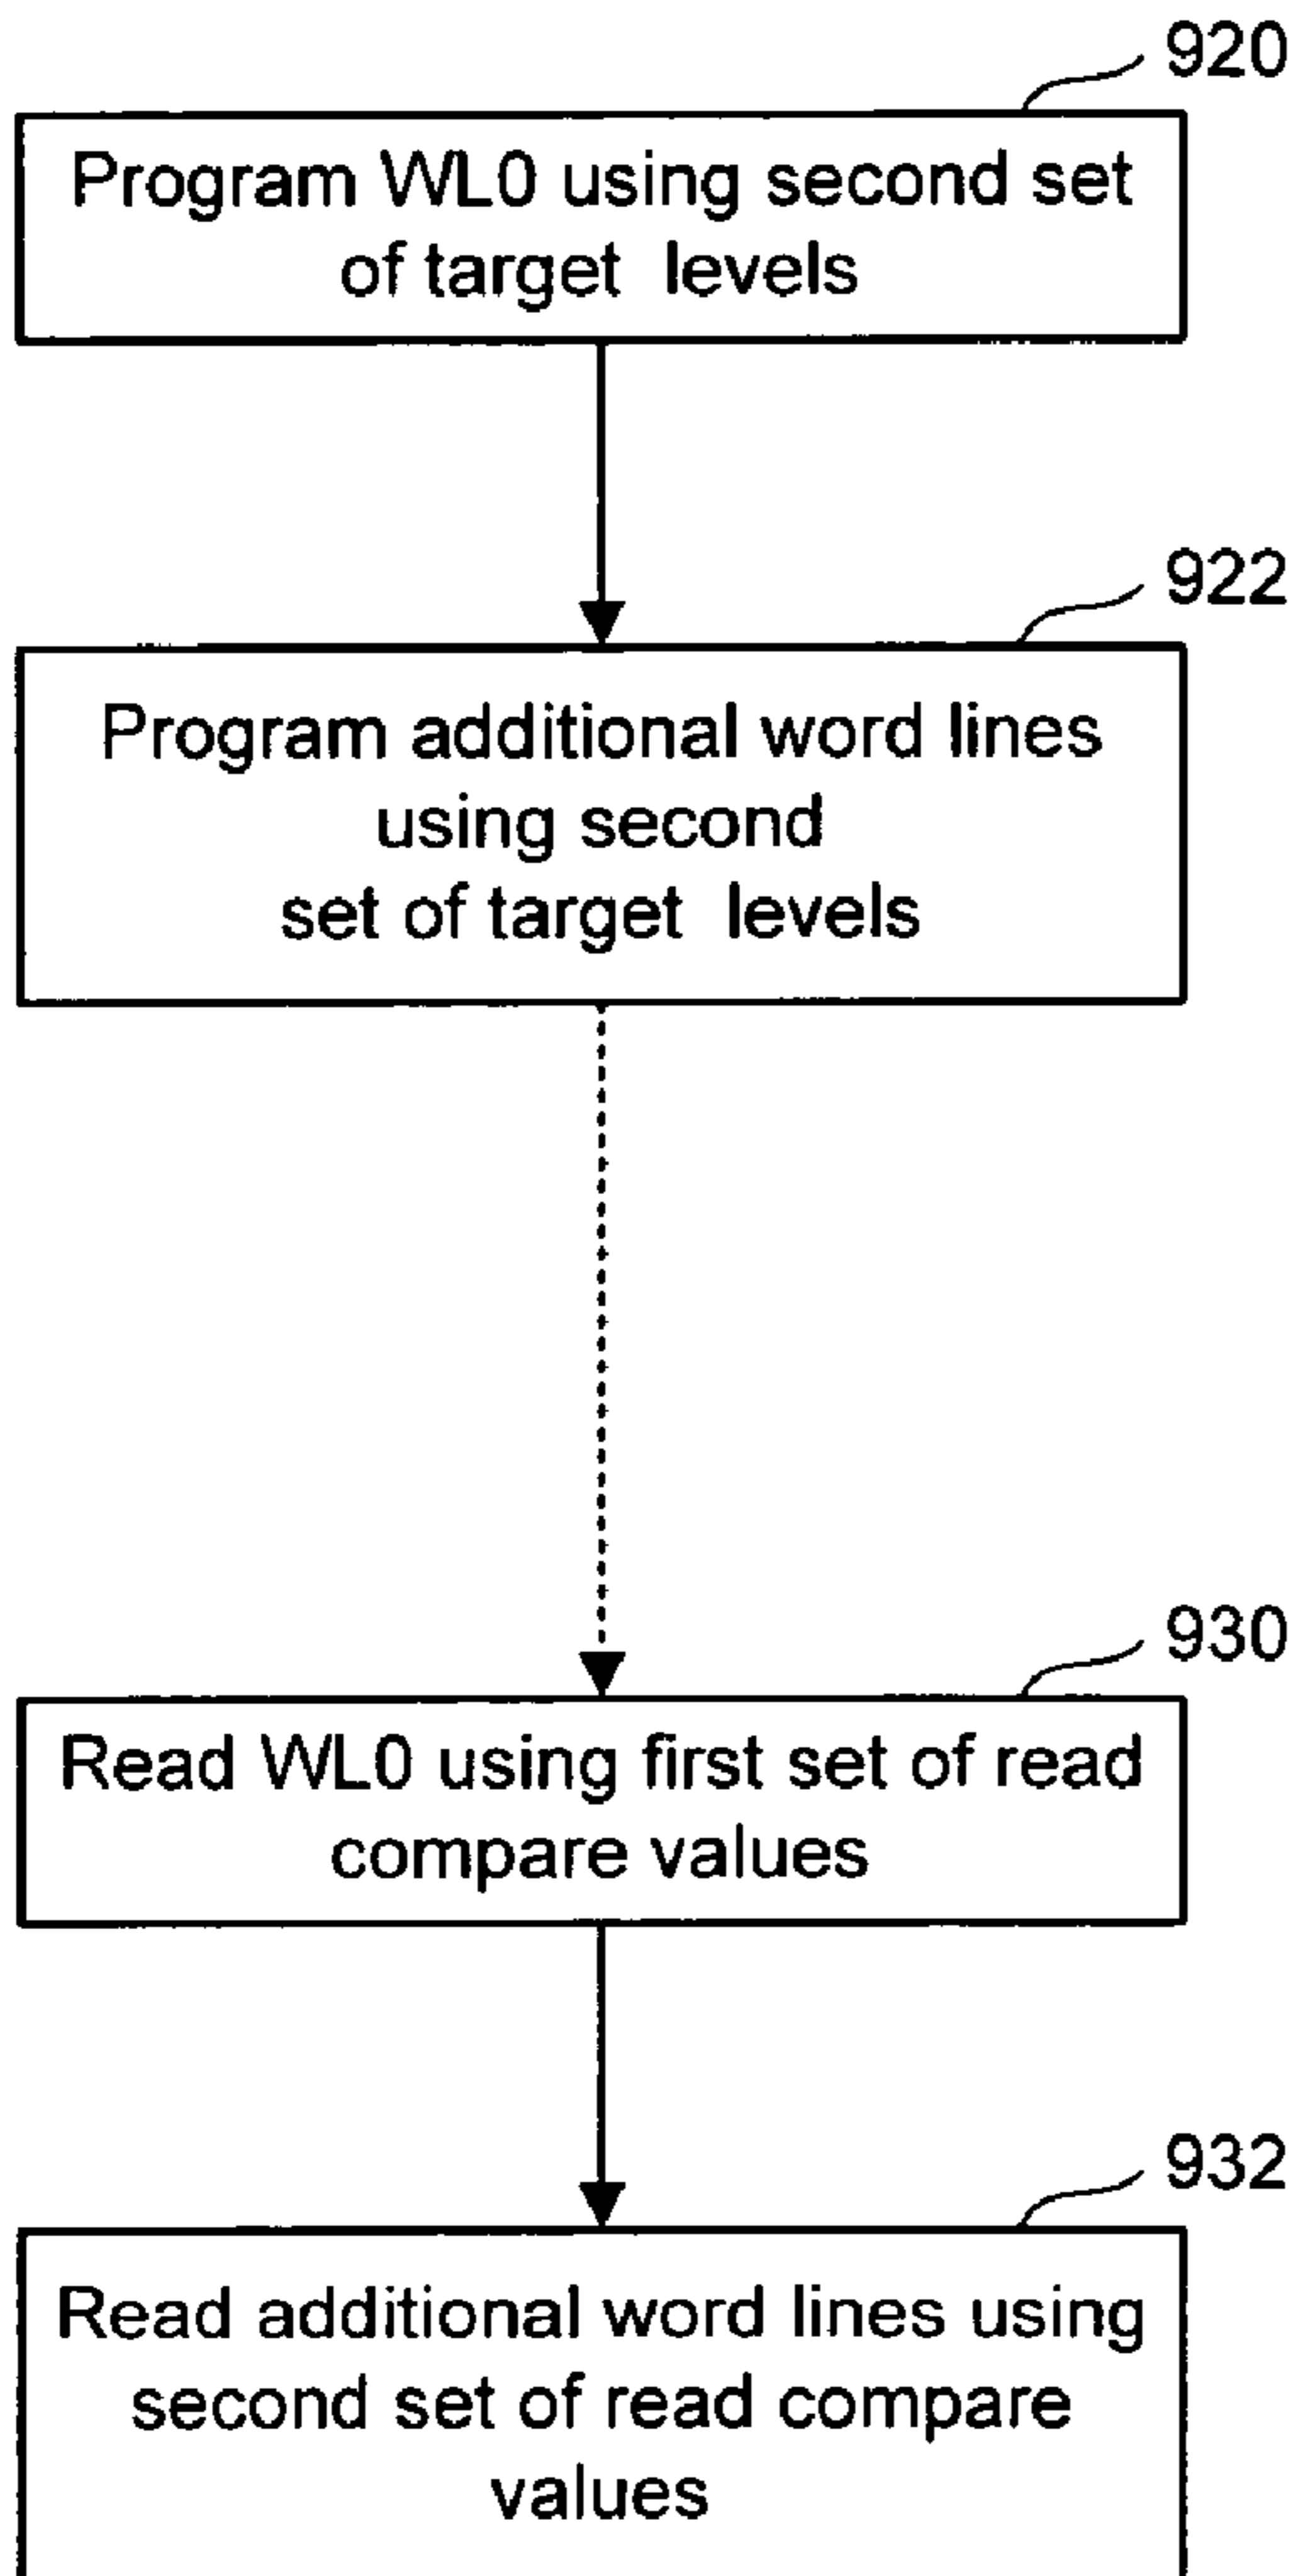 920
Program WL0 using second set
of target levels
922
Program additional word lines
using second
set of target levels
930
Read WL0 using first set of read
compare values
932
Read additional word lines using
second set of read compare
values